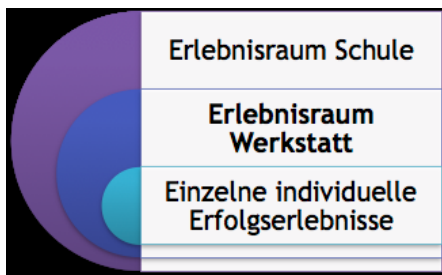 Erlebnisraum Schule
Erlebnisraum
Werkstatt
Einzelne individuelle
Erfolgserlebnisse